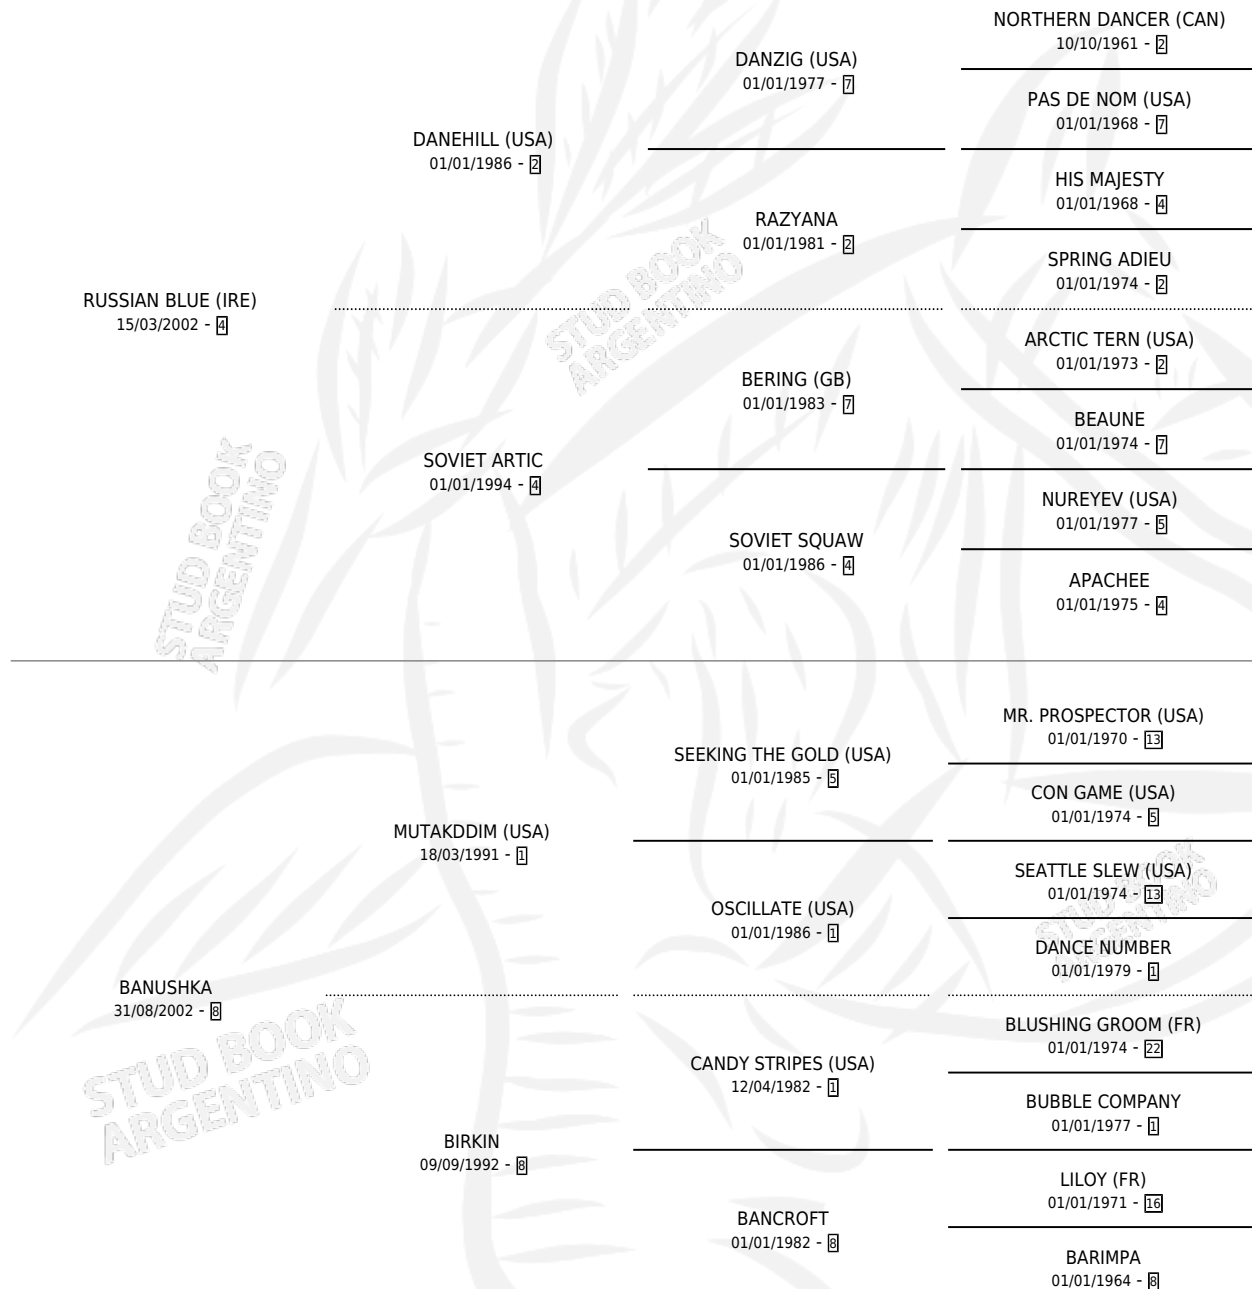 NORTHERN DANCER (CAN)
10/10/1961 - 2
DANZIG (USA)
01/01/1977 - 7
PAS DE NOM (USA)
01/01/1968 - 7
DANEHILL (USA)
01/01/1986 - 2
HIS MAJESTY
01/01/1968 - 4
RAZYANA
01/01/1981 - 2
SPRING ADIEU
01/01/1974 - 2
RUSSIAN BLUE (IRE)
15/03/2002 - 4
STUD BOOK
ARGENTINO
ARCTIC TERN (USA)
01/01/1973 - 2
BERING (GB)
01/01/1983 - 7
BEAUNE
01/01/1974 - 7
SOVIET ARTIC
01/01/1994 - 4
NUREYEV (USA)
01/01/1977 - 5
SOVIET SQUAW
01/01/1986 - 4
APACHEE
01/01/1975 - 4
STUD BOOK
ARGENTINO
MR. PROSPECTOR (USA)
01/01/1970 - 13
SEEKING THE GOLD (USA)
01/01/1985 - 5
CON GAME (USA)
01/01/1974 - 5
MUTAKDDIM (USA)
18/03/1991 - 1
SEATTLE SLEW (USA)
01/01/1974 - 13
STUD BOOK
ARGENTINO
OSCILLATE (USA)
01/01/1986 - 1
DANCE NUMBER
01/01/1979 - 1
BANUSHKA
31/08/2002 - 8
STUD BOOK
ARGENTINO
BLUSHING GROOM (FR)
01/01/1974 - 22
CANDY STRIPES (USA)
12/04/1982 - 1
BUBBLE COMPANY
01/01/1977 - 1
BIRKIN
09/09/1992 - 8
LILOY (FR)
01/01/1971 - 16
BANCROFT
01/01/1982 - 8
BARIMPA
01/01/1964 - 8